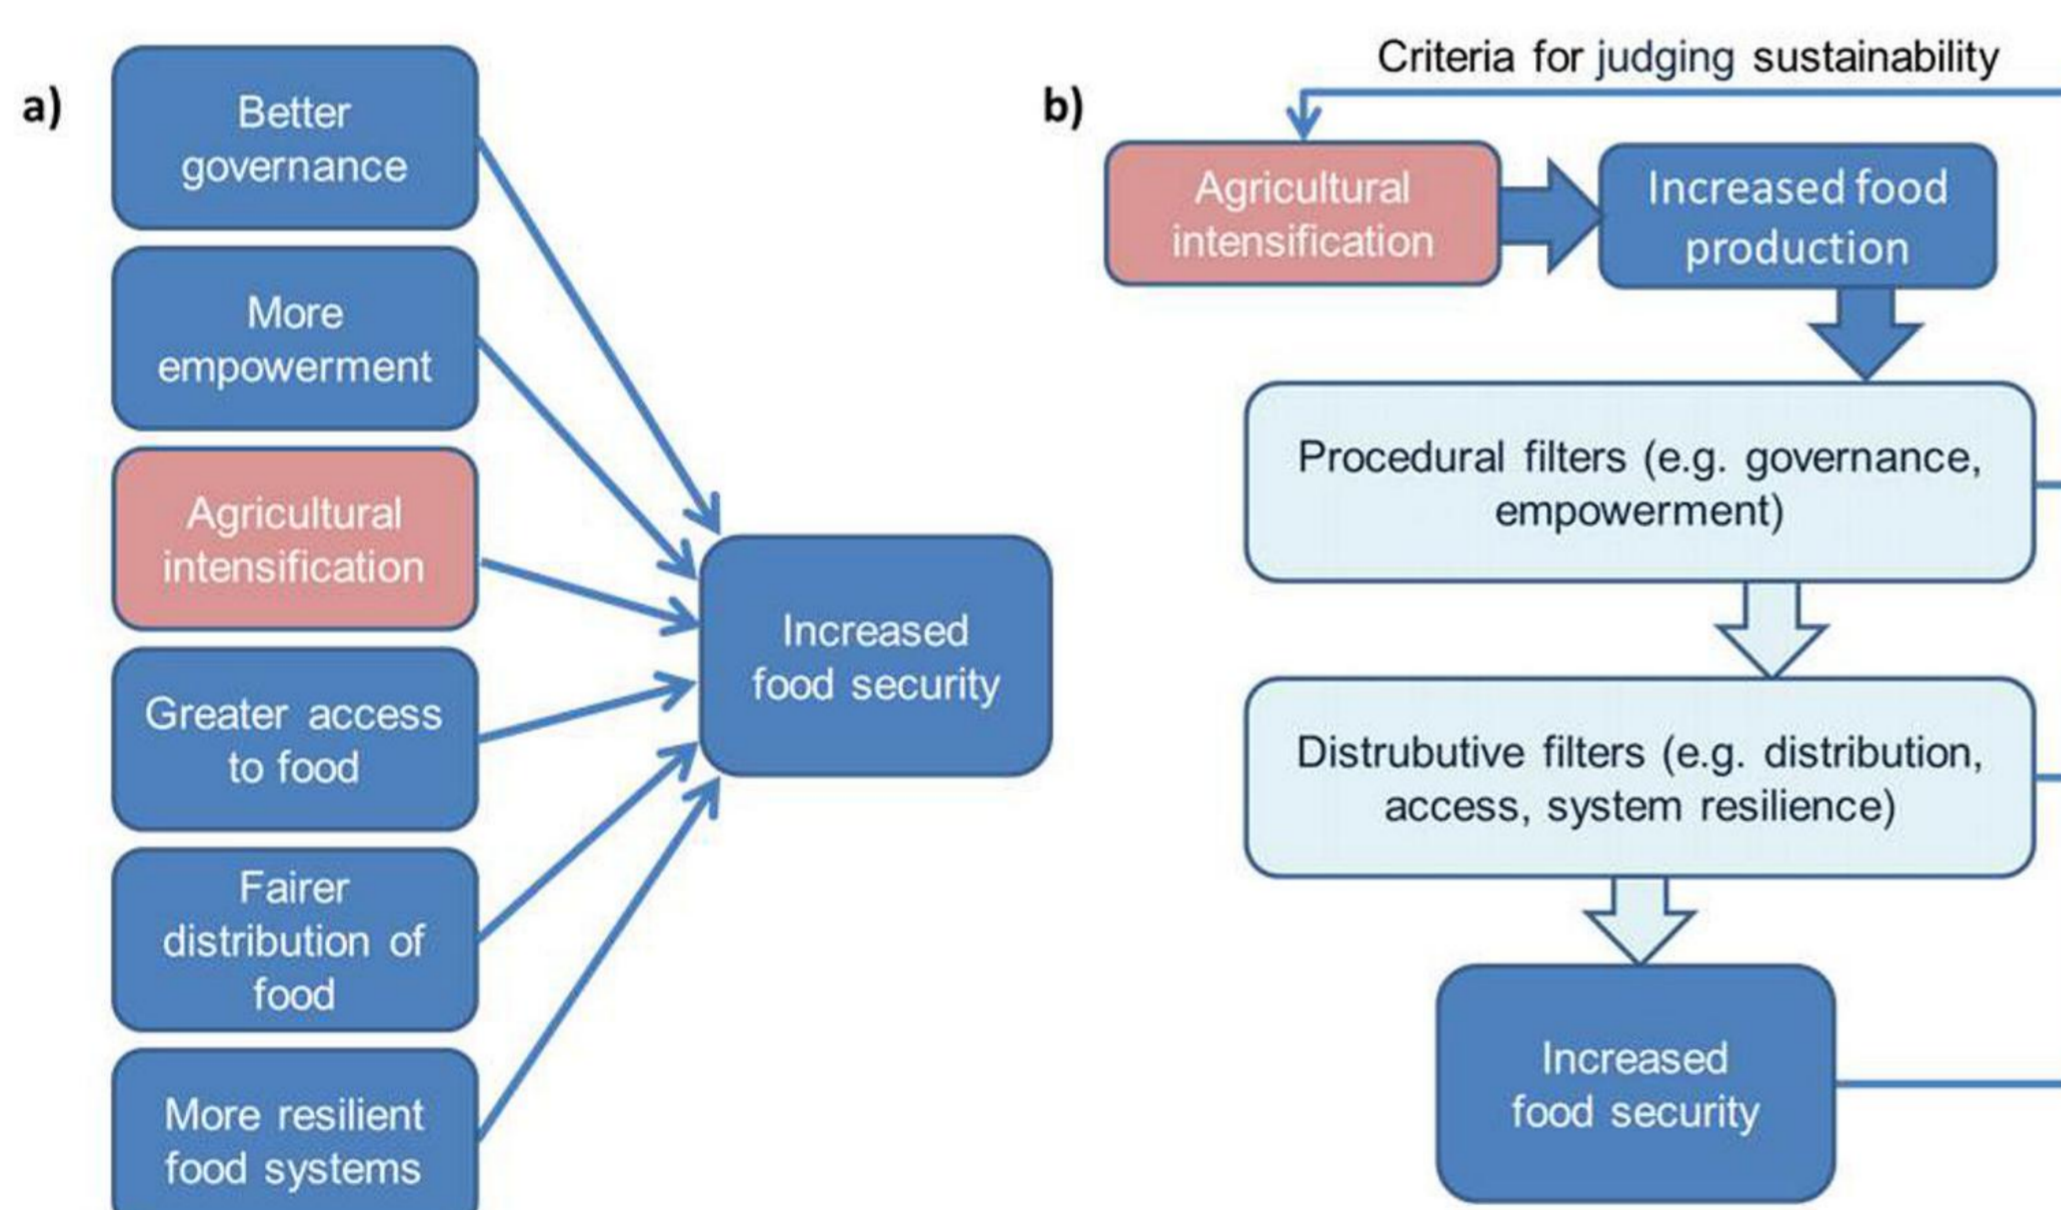 a)
Better
governance
More
empowerment
Agricultural
intensification
Greater access
to food
Fairer
distribution of
food
More resilient
food systems
Increased
food security
b)
Criteria for judging sustainability
Agricultural
intensification
Increased food
production
Procedural filters (e.g. governance,
empowerment)
Distrubutive filters (e.g. distribution,
access, system resilience)
Increased
food security